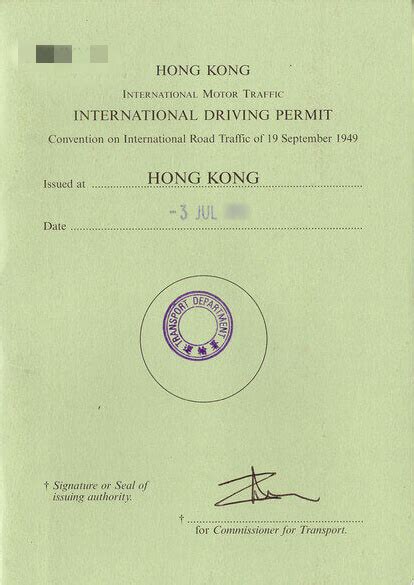 HONG KONG
INTERNATIONAL MOTOR TRAFFIC
INTERNATIONAL DRIVING PERMIT
Convention on International Road Traffic of 19 September 1949
Issued at HONG KONG
-3 JUL
Date
TRANSPORT DEPARTMENT
運輸署
† Signature or Seal of
issuing authority.
†
for Commissioner for Transport.